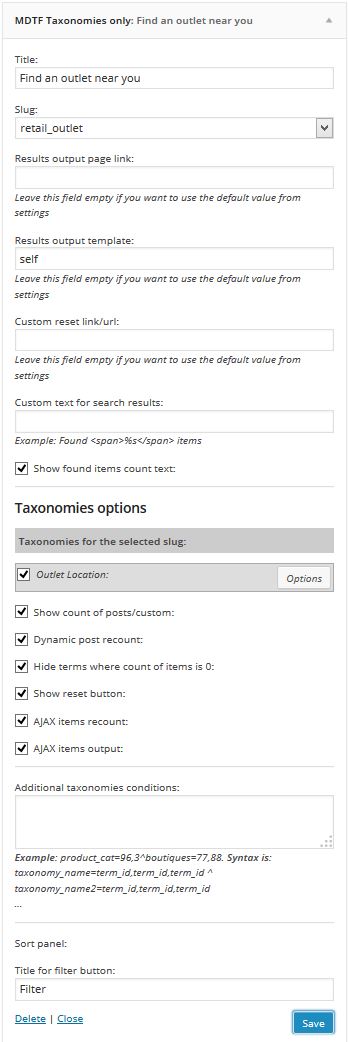 MDTF Taxonomies only: Find an outlet near you
Title:
Find an outlet near you
Slug:
retail_outlet
Results output page link:
Leave this field empty if you want to use the default value from
settings
Results output template:
self
Leave this field empty if you want to use the default value from
settings
Custom reset link/url:
Leave this field empty if you want to use the default value from
settings
Custom text for search results:
Example: Found <span>%s</span> items
Show found items count text:
Taxonomies options
Taxonomies for the selected slug:
Outlet Location:
Options
Show count of posts/custom:
Dynamic post recount:
Hide terms where count of items is 0:
Show reset button:
AJAX items recount:
AJAX items output:
Additional taxonomies conditions:
Example: product_cat=96,3^boutiques=77,88. Syntax is:
taxonomy_name=term_id,term_id,term_id ^
taxonomy_name2=term_id,term_id,term_id
...
Sort panel:
Title for filter button:
Filter
Delete | Close
Save